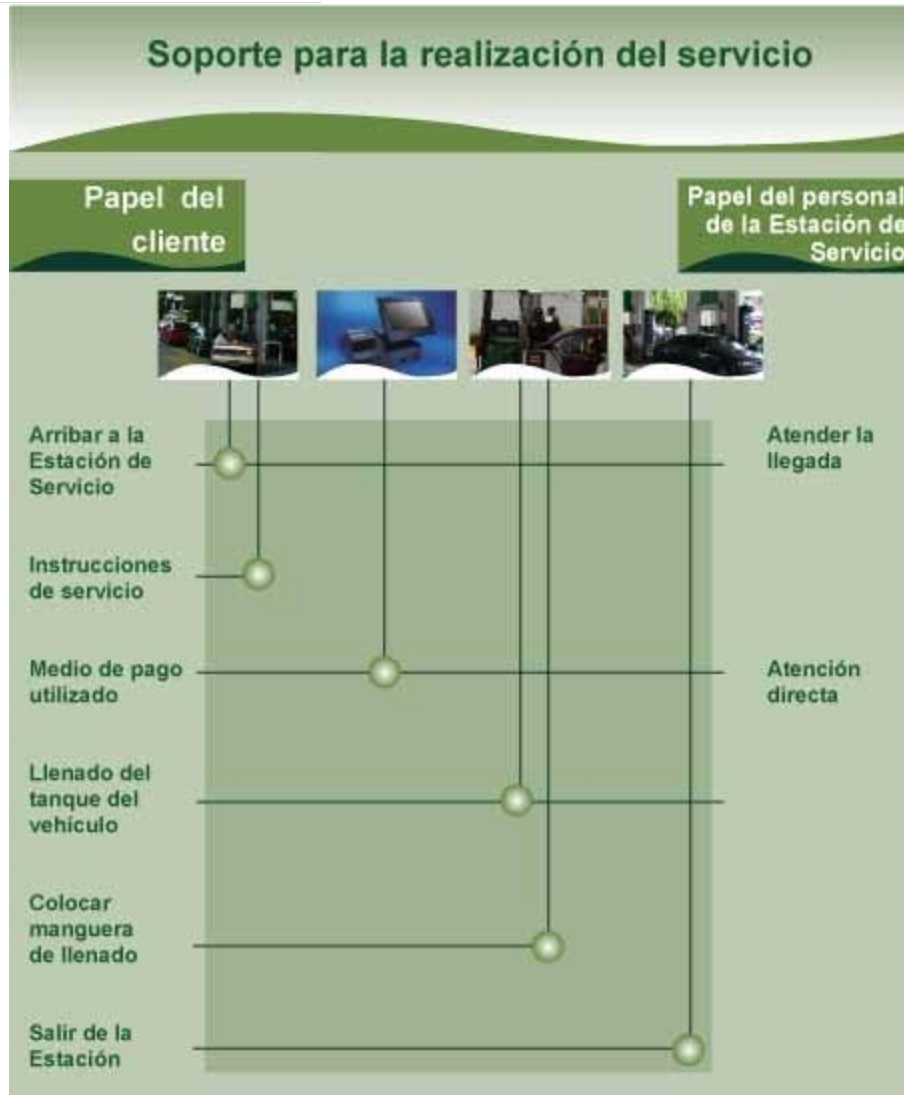 Soporte para la realización del servicio
Papel del
cliente
Papel del personal
de la Estación de
Servicio
Arribar a la
Estación de
Servicio
Atender la
llegada
Instrucciones
de servicio
Medio de pago
utilizado
Atención
directa
Llenado del
tanque del
vehículo
Colocar
manguera
de llenado
Salir de la
Estación